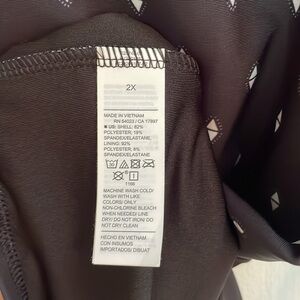 2X
MADE IN VIETNAM
RN 54023 / CA 17897
US: SHELL: 82%
POLYESTER, 18%
SPANDEX/ELASTANE
LINING: 92%
POLYESTER, 8%
SPANDEX/ELASTANE
1166
MACHINE WASH COLD/
WASH WITH LIKE
COLORS/ ONLY
NON-CHLORINE BLEACH
WHEN NEEDED/ LINE
DRY/ DO NOT IRON DO
NOT DRY CLEAN
HECHO EN VIETNAM
CON INSUMOS
IMPORTADOS/ DIBUAT